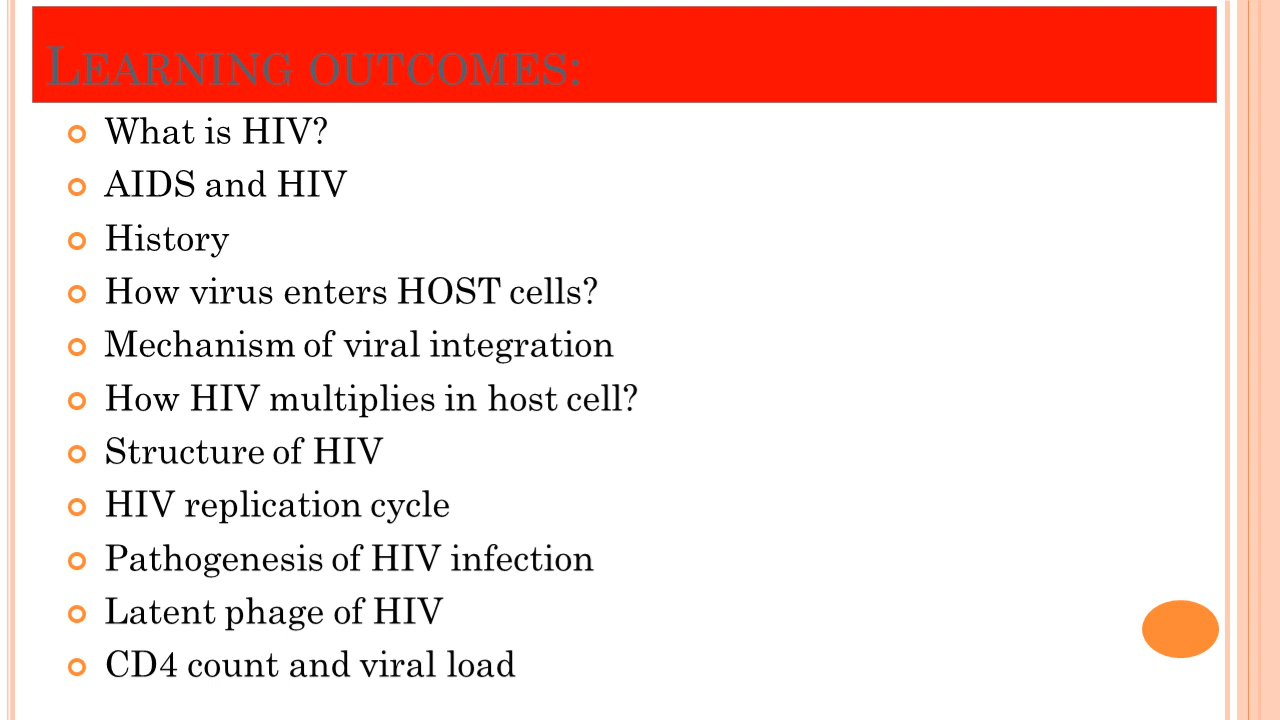 LEARNING OUTCOMES:
What is HIV?
AIDS and HIV
History
How virus enters HOST cells?
Mechanism of viral integration
How HIV multiplies in host cell?
Structure of HIV
HIV replication cycle
Pathogenesis of HIV infection
Latent phage of HIV
CD4 count and viral load